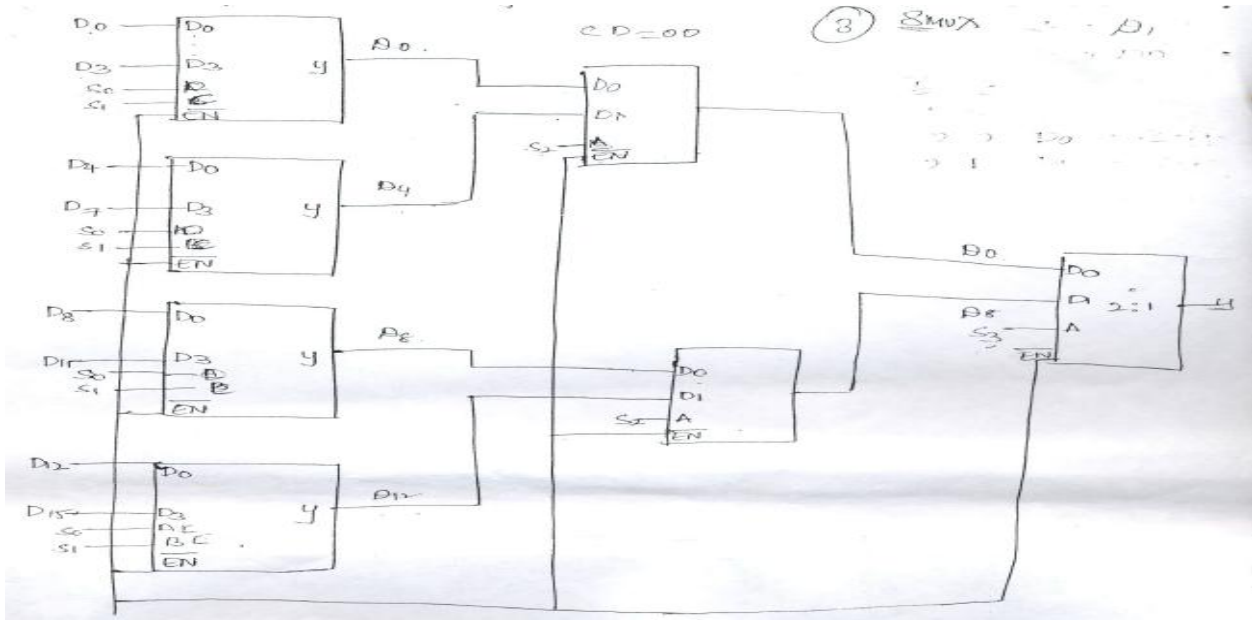 CD=00
3 8MUX D1
D0 D0
D3 D3 y D0.
S0 D
S1 C
EN
D0
D1
S2 A
EN
D4 D0
D7 D3 y D4
S0 D
S1
EN
D0 D0
D1 2:1 y
D8
S3 A
EN
D8 D0
D11 D3 y D8
S0 D
S1 B
EN
D0
D1
S2 A
EN
D12 D0
D15 D3 y D12
S0
S1 B C
EN
D0